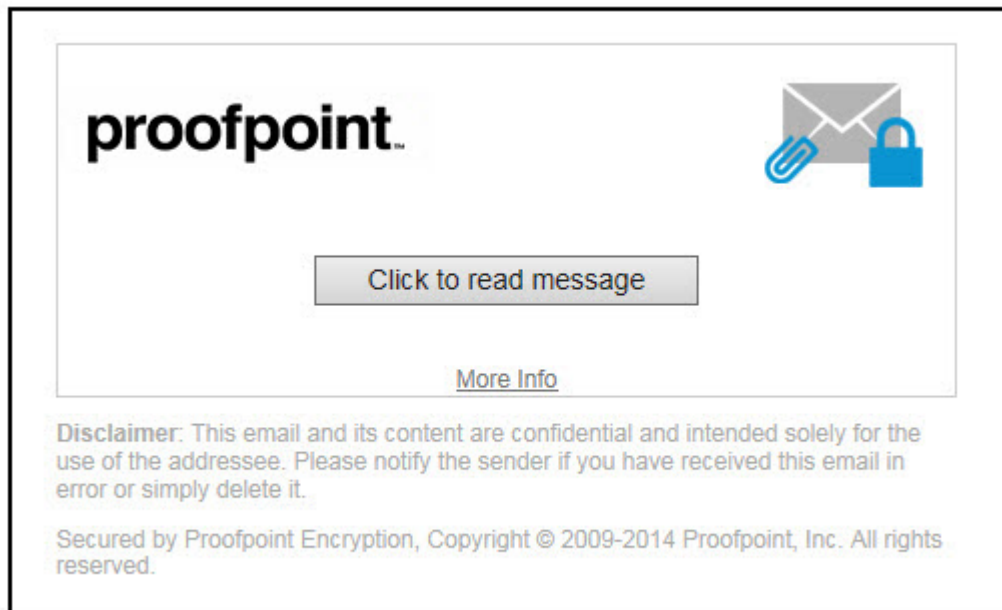 proofpoint™
Click to read message
More Info
Disclaimer: This email and its content are confidential and intended solely for the
use of the addressee. Please notify the sender if you have received this email in
error or simply delete it.
Secured by Proofpoint Encryption, Copyright © 2009-2014 Proofpoint, Inc. All rights
reserved.